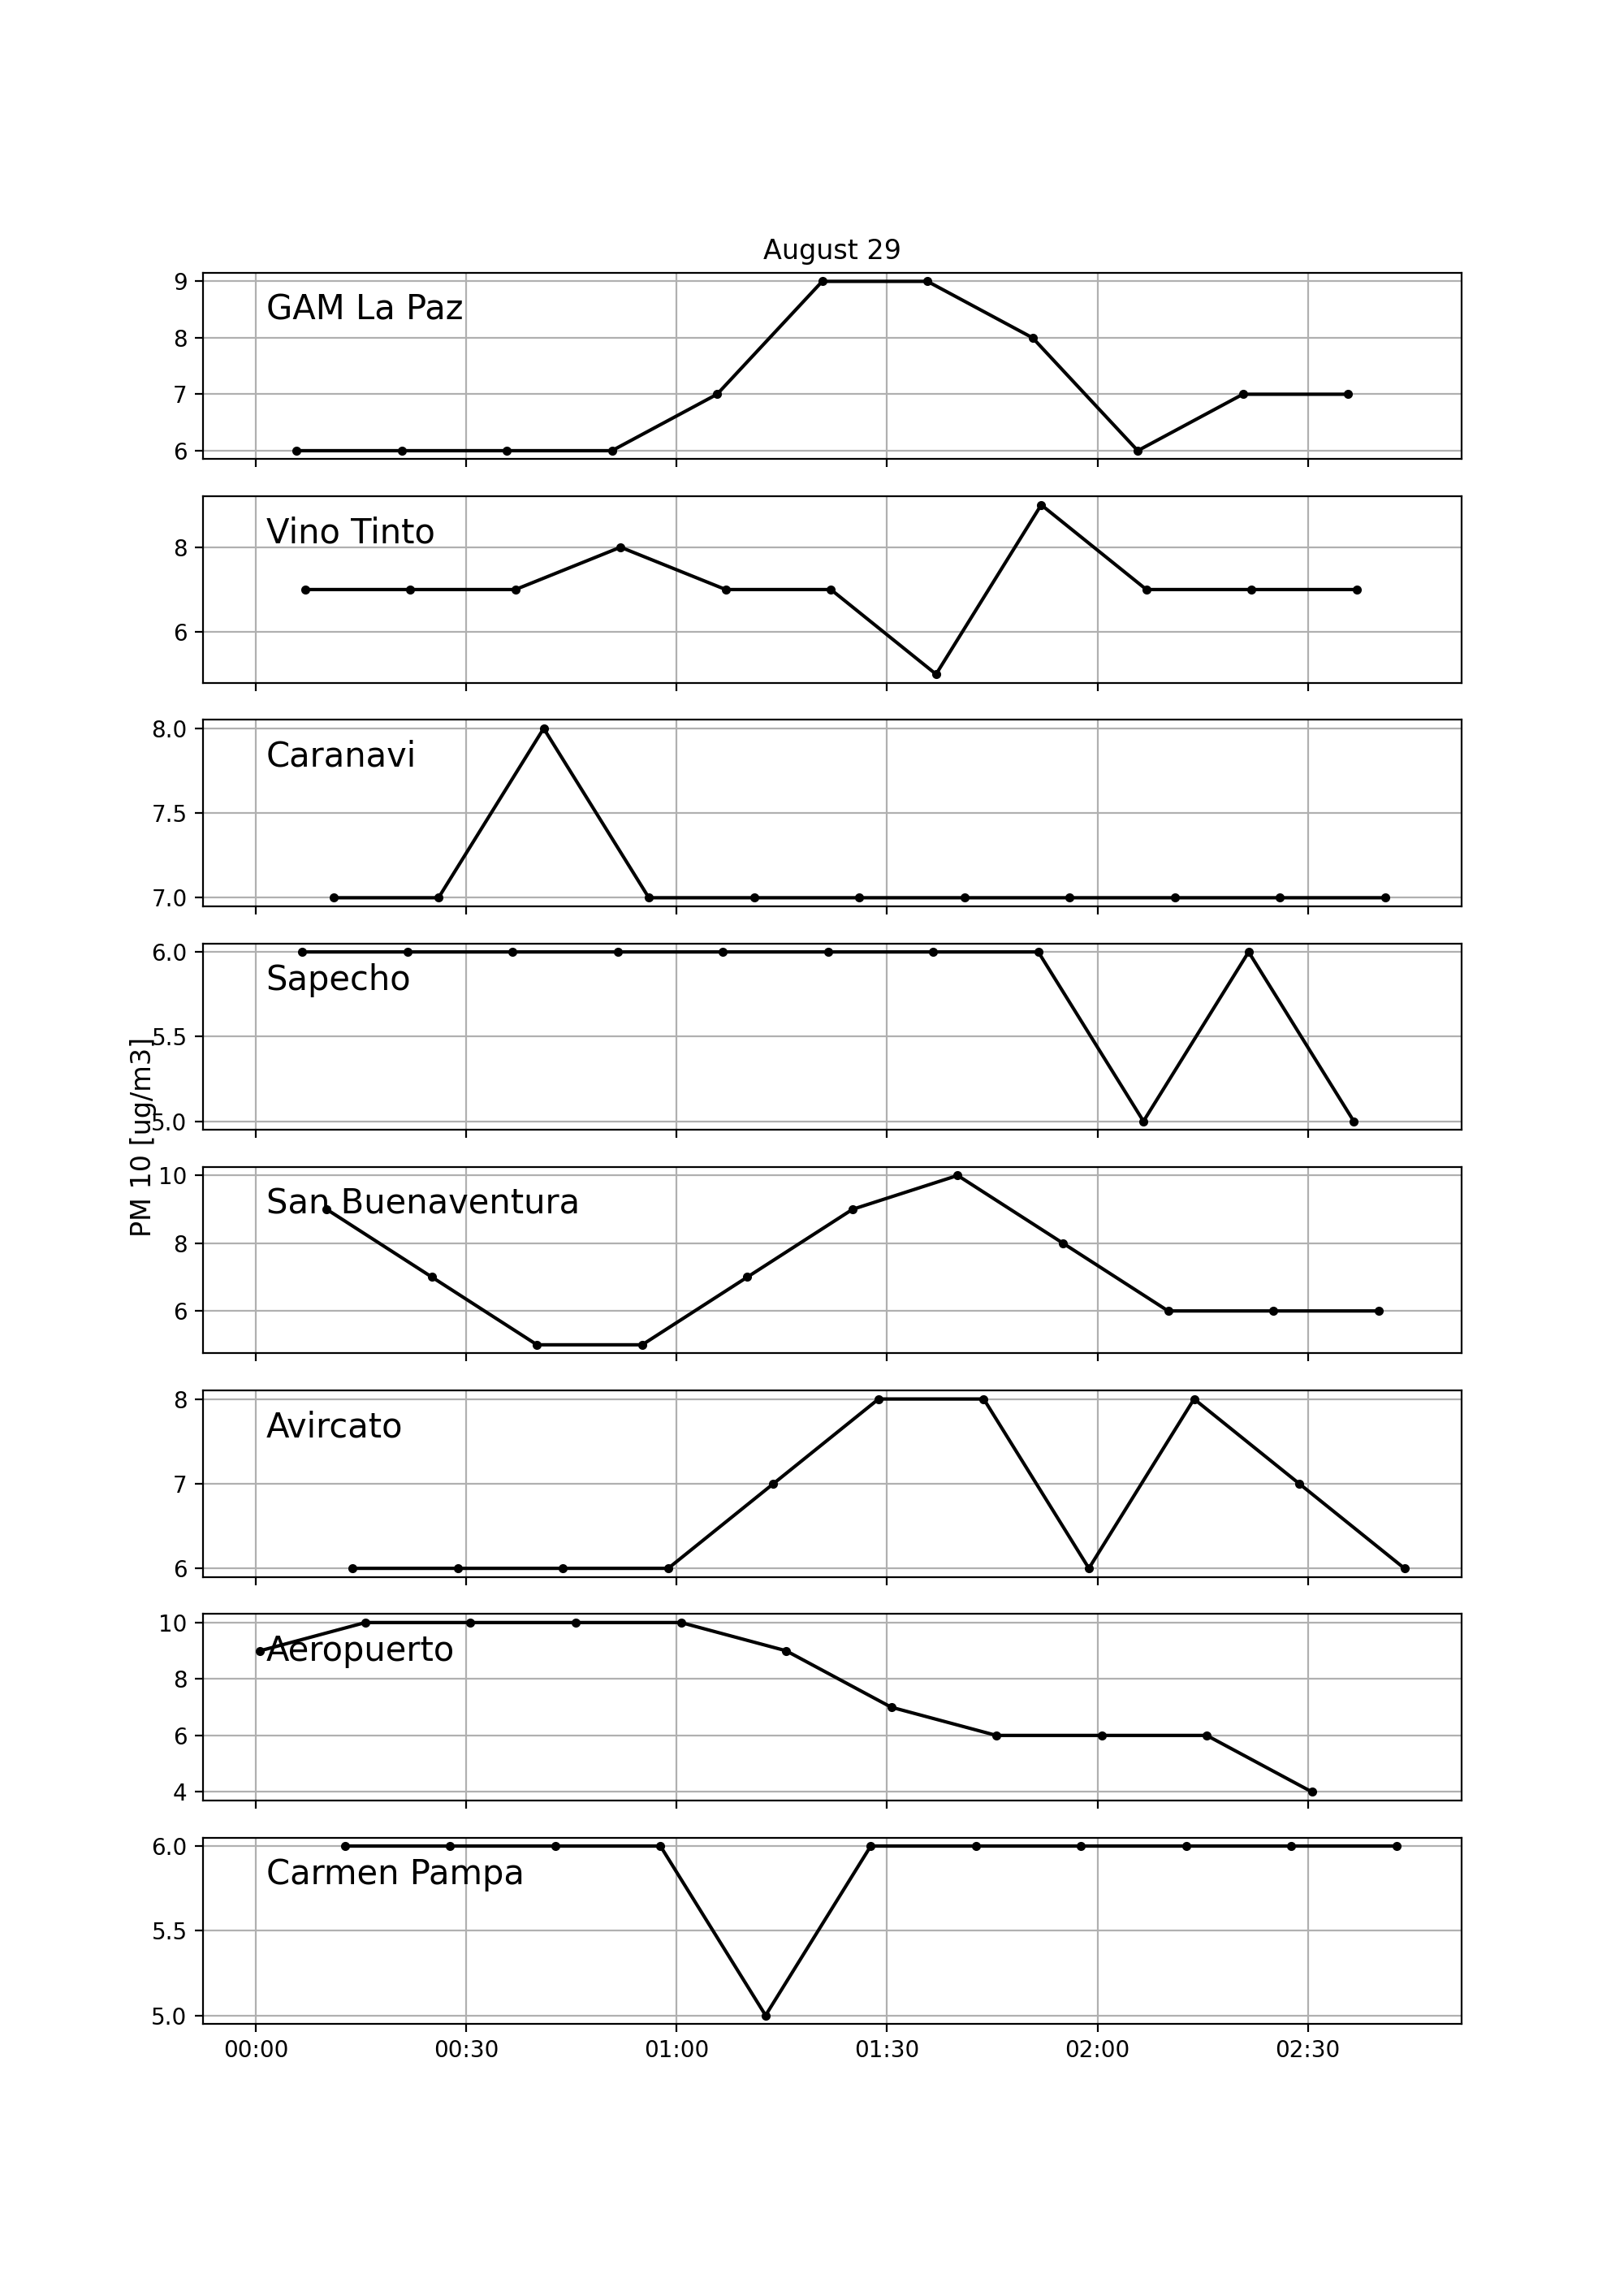 August 29
PM 10 [ug/m3]
GAM La Paz
9
8
7
6
Vino Tinto
8
6
Caranavi
8.0
7.5
7.0
Sapecho
6.0
5.5
5.0
San Buenaventura
10
8
6
Avircato
8
7
6
Aeropuerto
10
8
6
4
Carmen Pampa
6.0
5.5
5.0
00:00 00:30 01:00 01:30 02:00 02:30